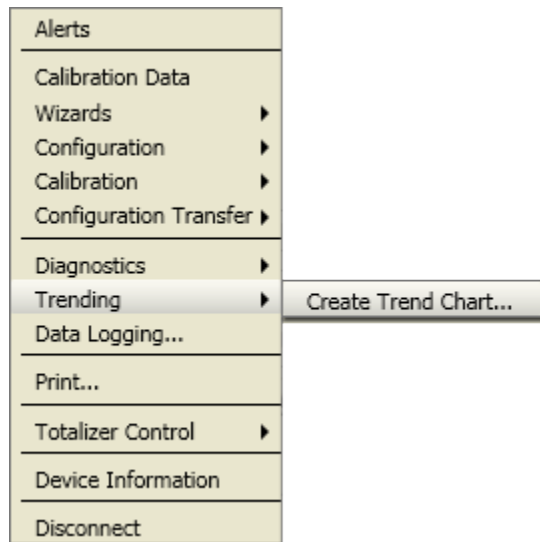 Alerts
Calibration Data
Wizards
Configuration
Calibration
Configuration Transfer
Diagnostics
Trending
Create Trend Chart...
Data Logging...
Print...
Totalizer Control
Device Information
Disconnect